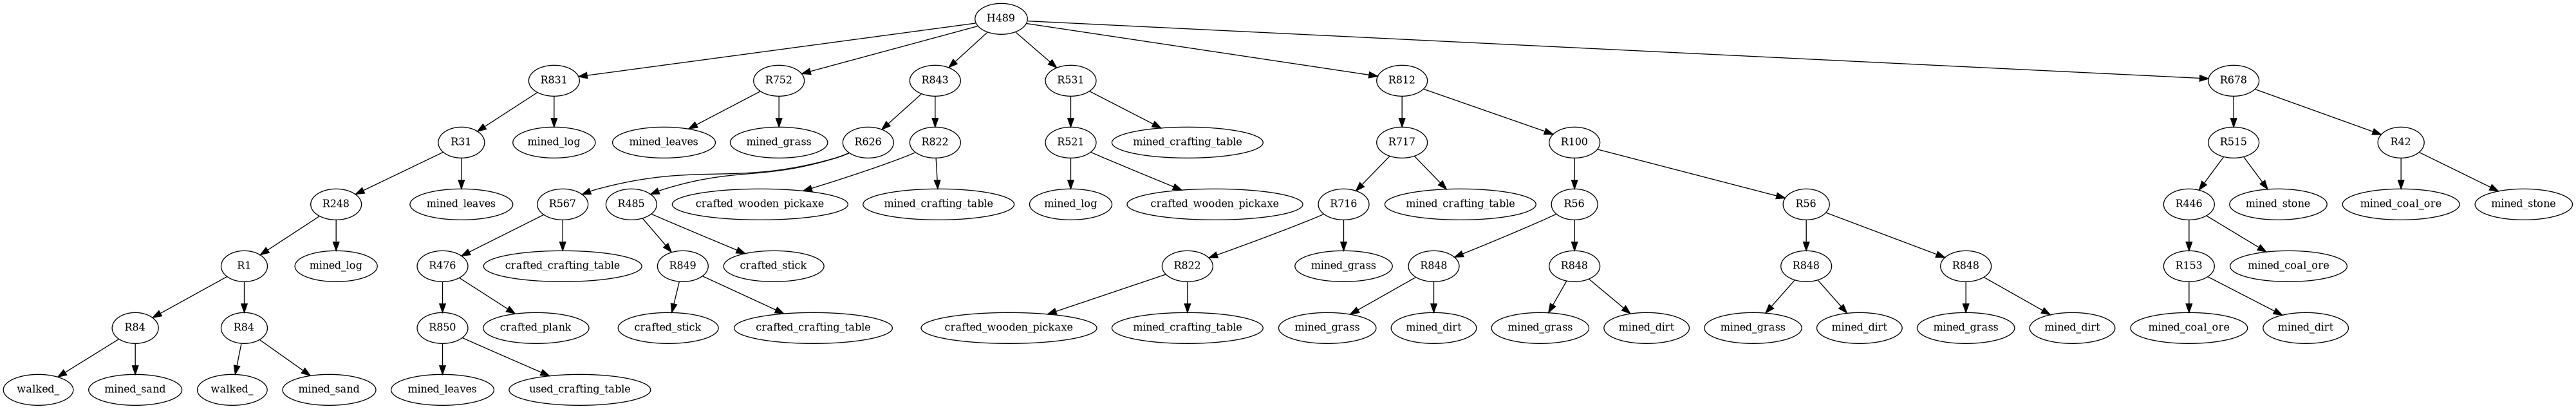 H489
R831
R752
R843
R531
R812
R678
R31
mined_log
mined_leaves
mined_grass
R626
R822
R521
mined_crafting_table
R717
R100
R515
R42
R248
mined_leaves
R567
R485
crafted_wooden_pickaxe
mined_crafting_table
mined_log
crafted_wooden_pickaxe
R716
mined_crafting_table
R56
R56
R446
mined_stone
mined_coal_ore
mined_stone
R1
mined_log
R476
crafted_crafting_table
R849
crafted_stick
R822
mined_grass
R848
R848
R848
R848
R153
mined_coal_ore
R84
R84
R850
crafted_plank
crafted_stick
crafted_crafting_table
crafted_wooden_pickaxe
mined_crafting_table
mined_grass
mined_dirt
mined_grass
mined_dirt
mined_grass
mined_dirt
mined_grass
mined_dirt
mined_coal_ore
mined_dirt
walked_
mined_sand
walked_
mined_sand
mined_leaves
used_crafting_table